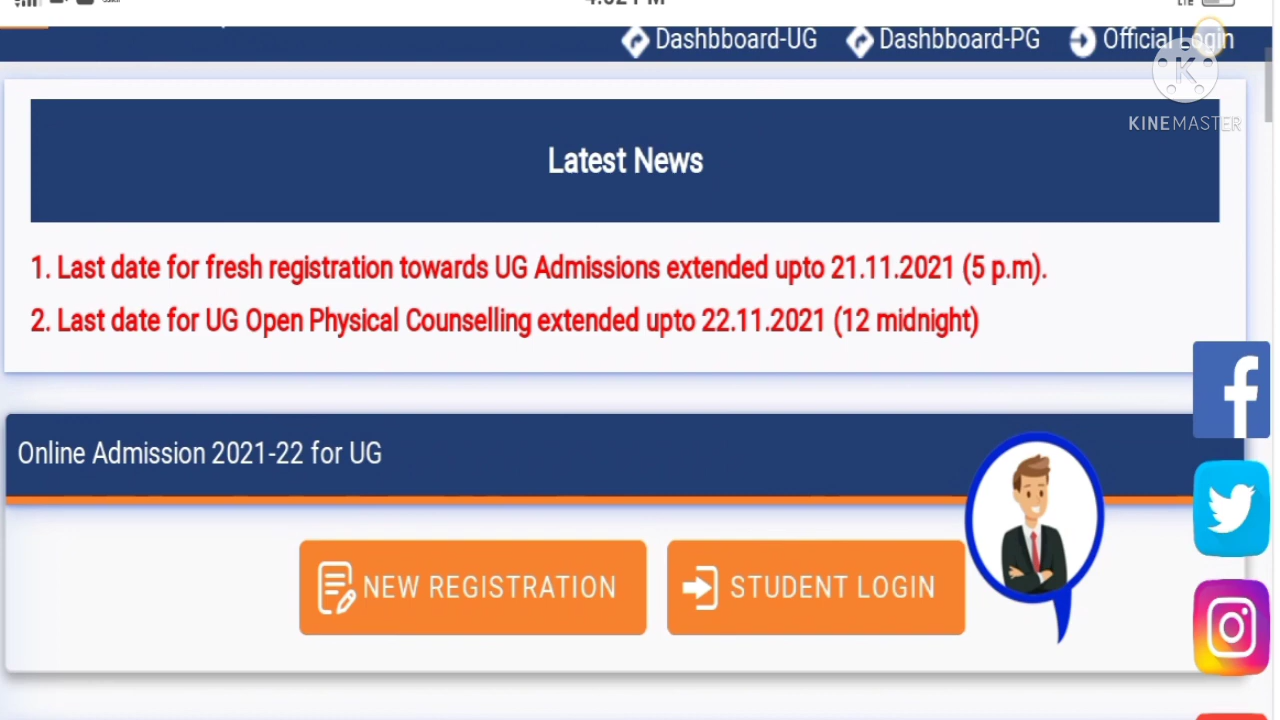 Dashbboard-UG Dashbboard-PG Official Login
KINEMASTER
Latest News
1. Last date for fresh registration towards UG Admissions extended upto 21.11.2021 (5 p.m).
2. Last date for UG Open Physical Counselling extended upto 22.11.2021 (12 midnight)
Online Admission 2021-22 for UG
NEW REGISTRATION STUDENT LOGIN